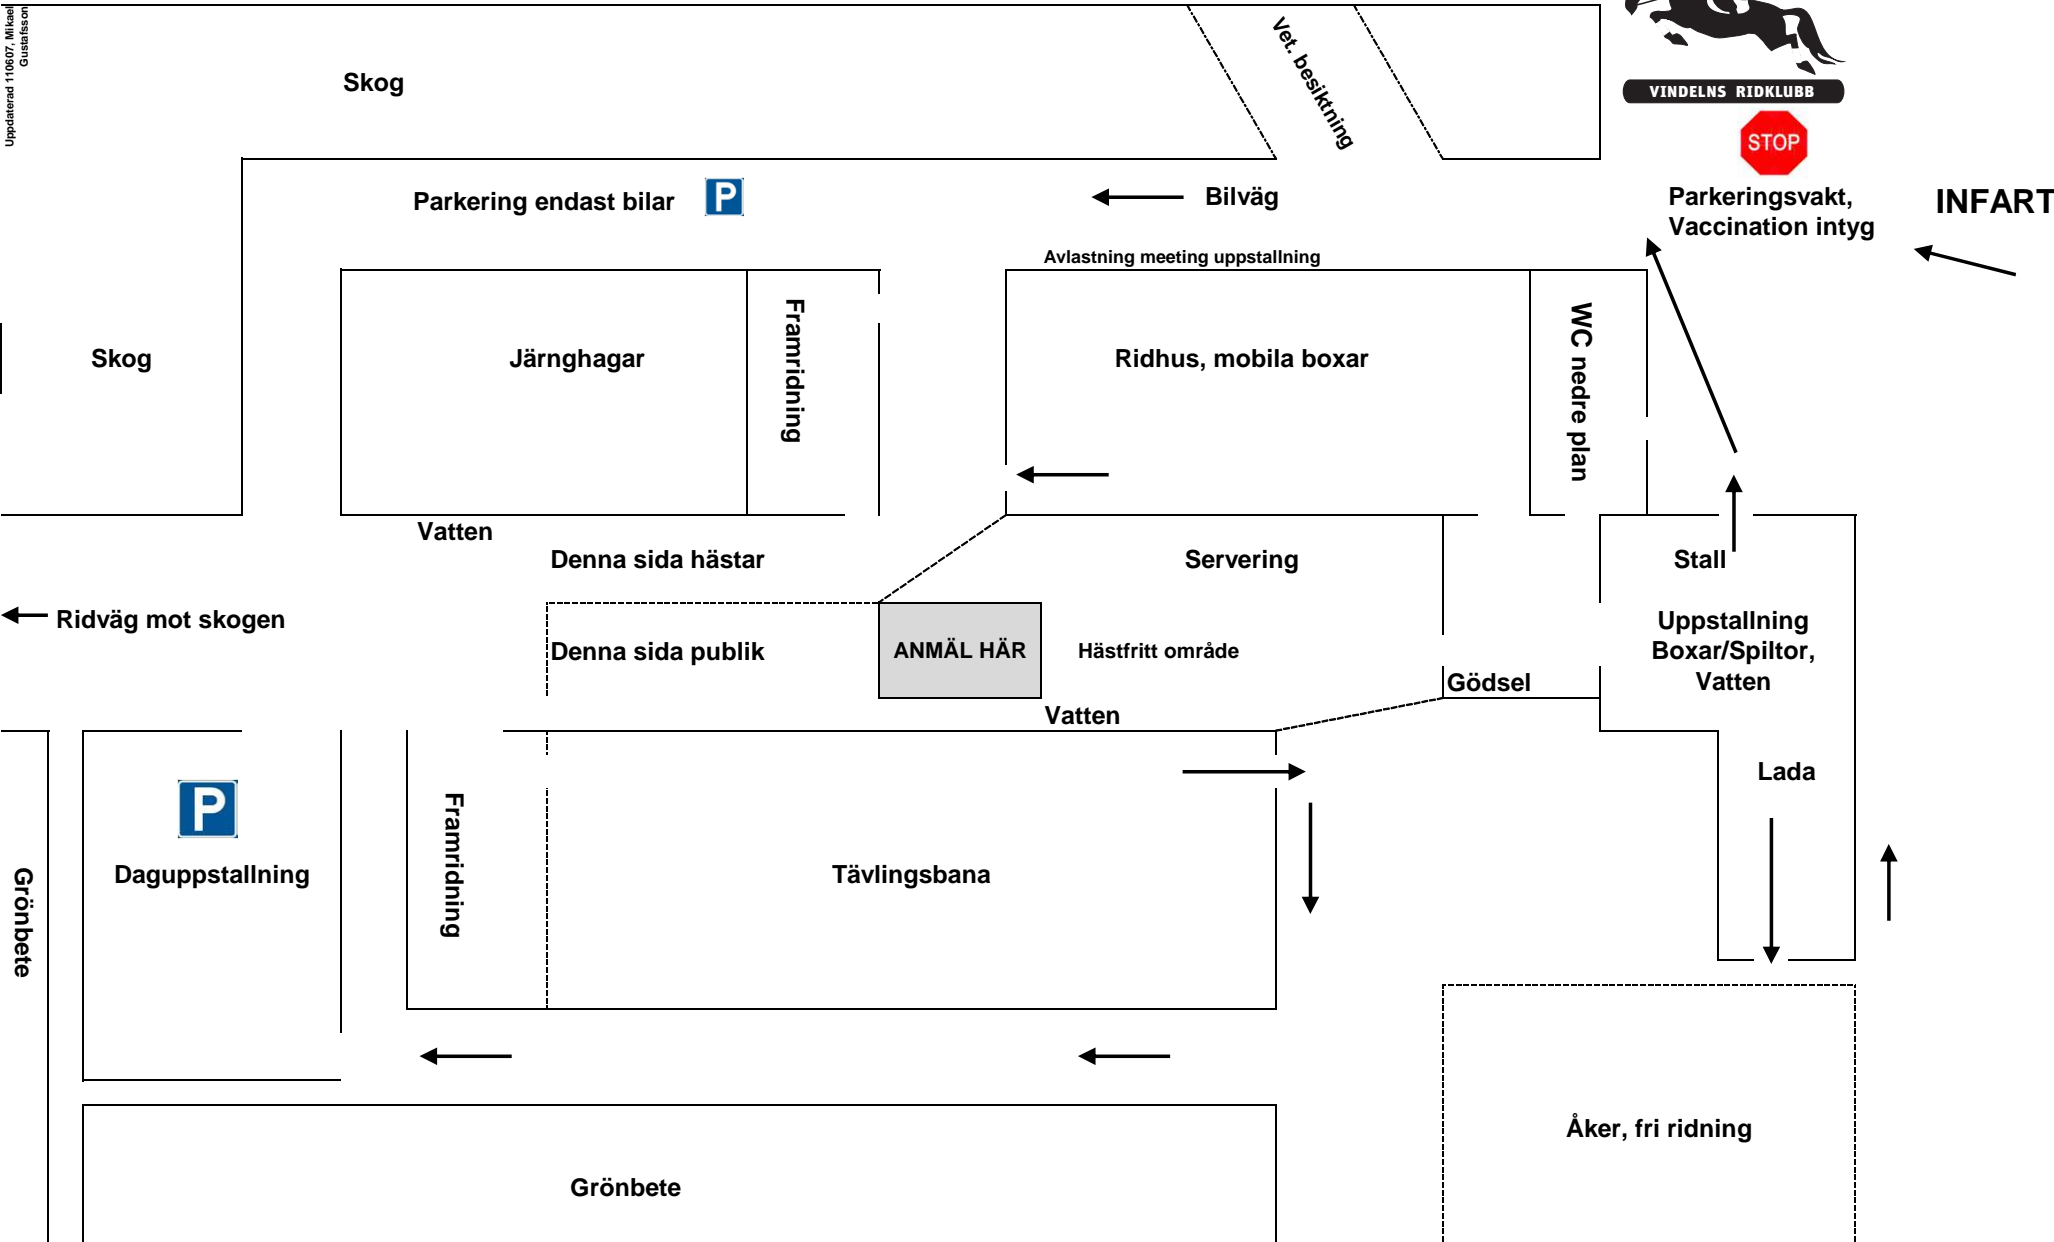 Uppdaterad 110607, Mikael
Gustafsson
Skog
Vet. besiktning
VINDELNS RIDKLUBB
STOP
Parkering endast bilar
P
Bilväg
Parkeringsvakt,
Vaccination intyg
INFART
Avlastning meeting uppstallning
Skog
Järnghagar
Framridning
Ridhus, mobila boxar
WC nedre plan
Vatten
Denna sida hästar
Servering
Stall
Ridväg mot skogen
Denna sida publik
ANMÄL HÄR
Hästfritt område
Uppstallning
Boxar/Spiltor,
Vatten
Gödsel
Vatten
Lada
P
Daguppstallning
Framridning
Tävlingsbana
Grönbete
Åker, fri ridning
Grönbete